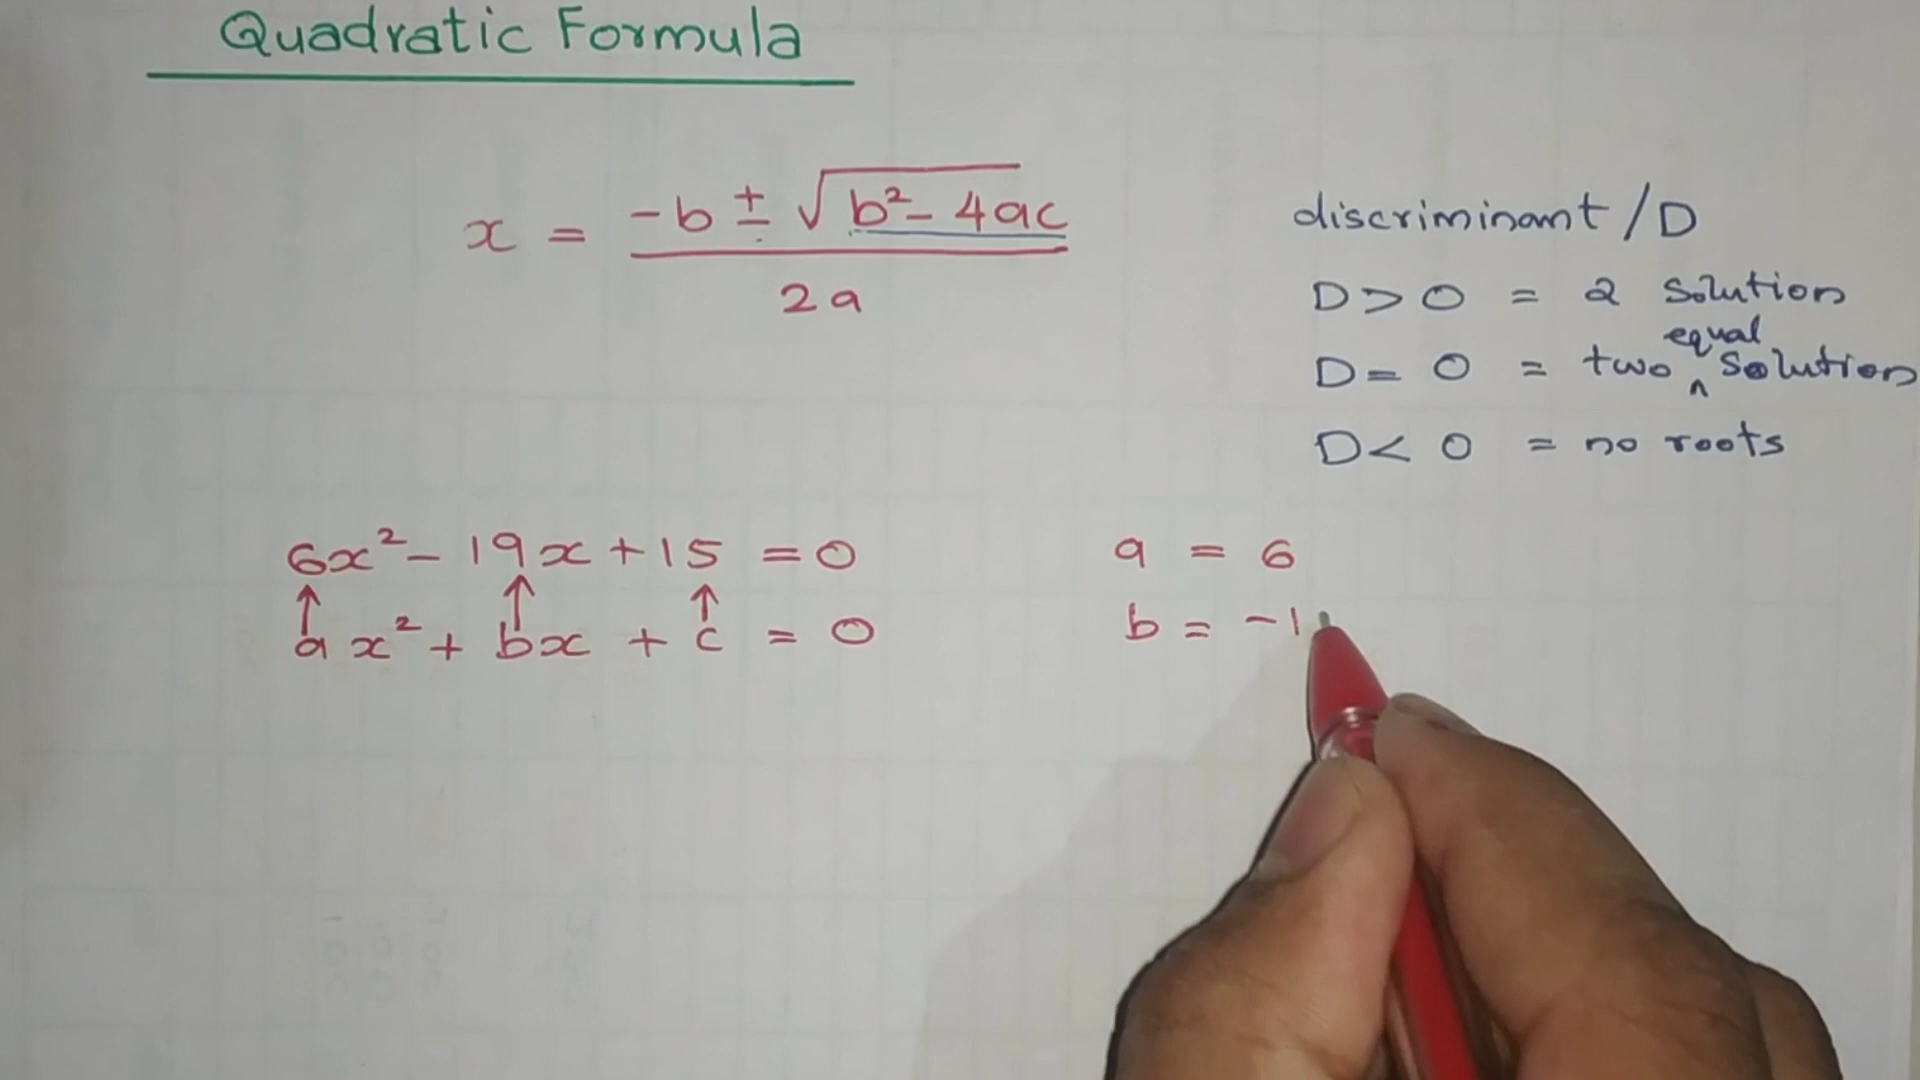 Quadratic Formula
x = -b ± √b² - 4ac
2a
discriminant / D
D > 0 = 2 Solution
D = 0 = two equal Solution
D < 0 = no roots
6x² - 19x + 15 = 0
↑ ↑ ↑
ax² + bx + c = 0
a = 6
b = -1